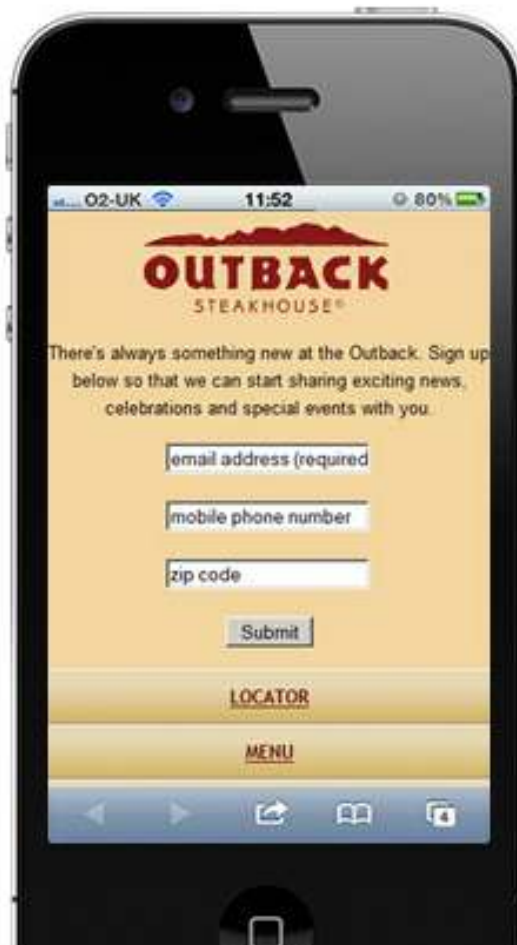 O2-UK 11:52 80%
OUTBACK
STEAKHOUSE®
There's always something new at the Outback. Sign up
below so that we can start sharing exciting news,
celebrations and special events with you.
email address (required
mobile phone number
zip code
Submit
LOCATOR
MENU
4